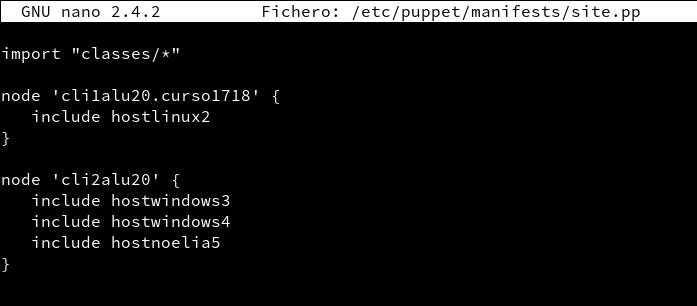 GNU nano 2.4.2 Fichero: /etc/puppet/manifests/site.pp
import "classes/*"
node 'cli1alu20.curso1718' {
include hostlinux2
}
node 'cli2alu20' {
include hostwindows3
include hostwindows4
include hostnoelia5
}